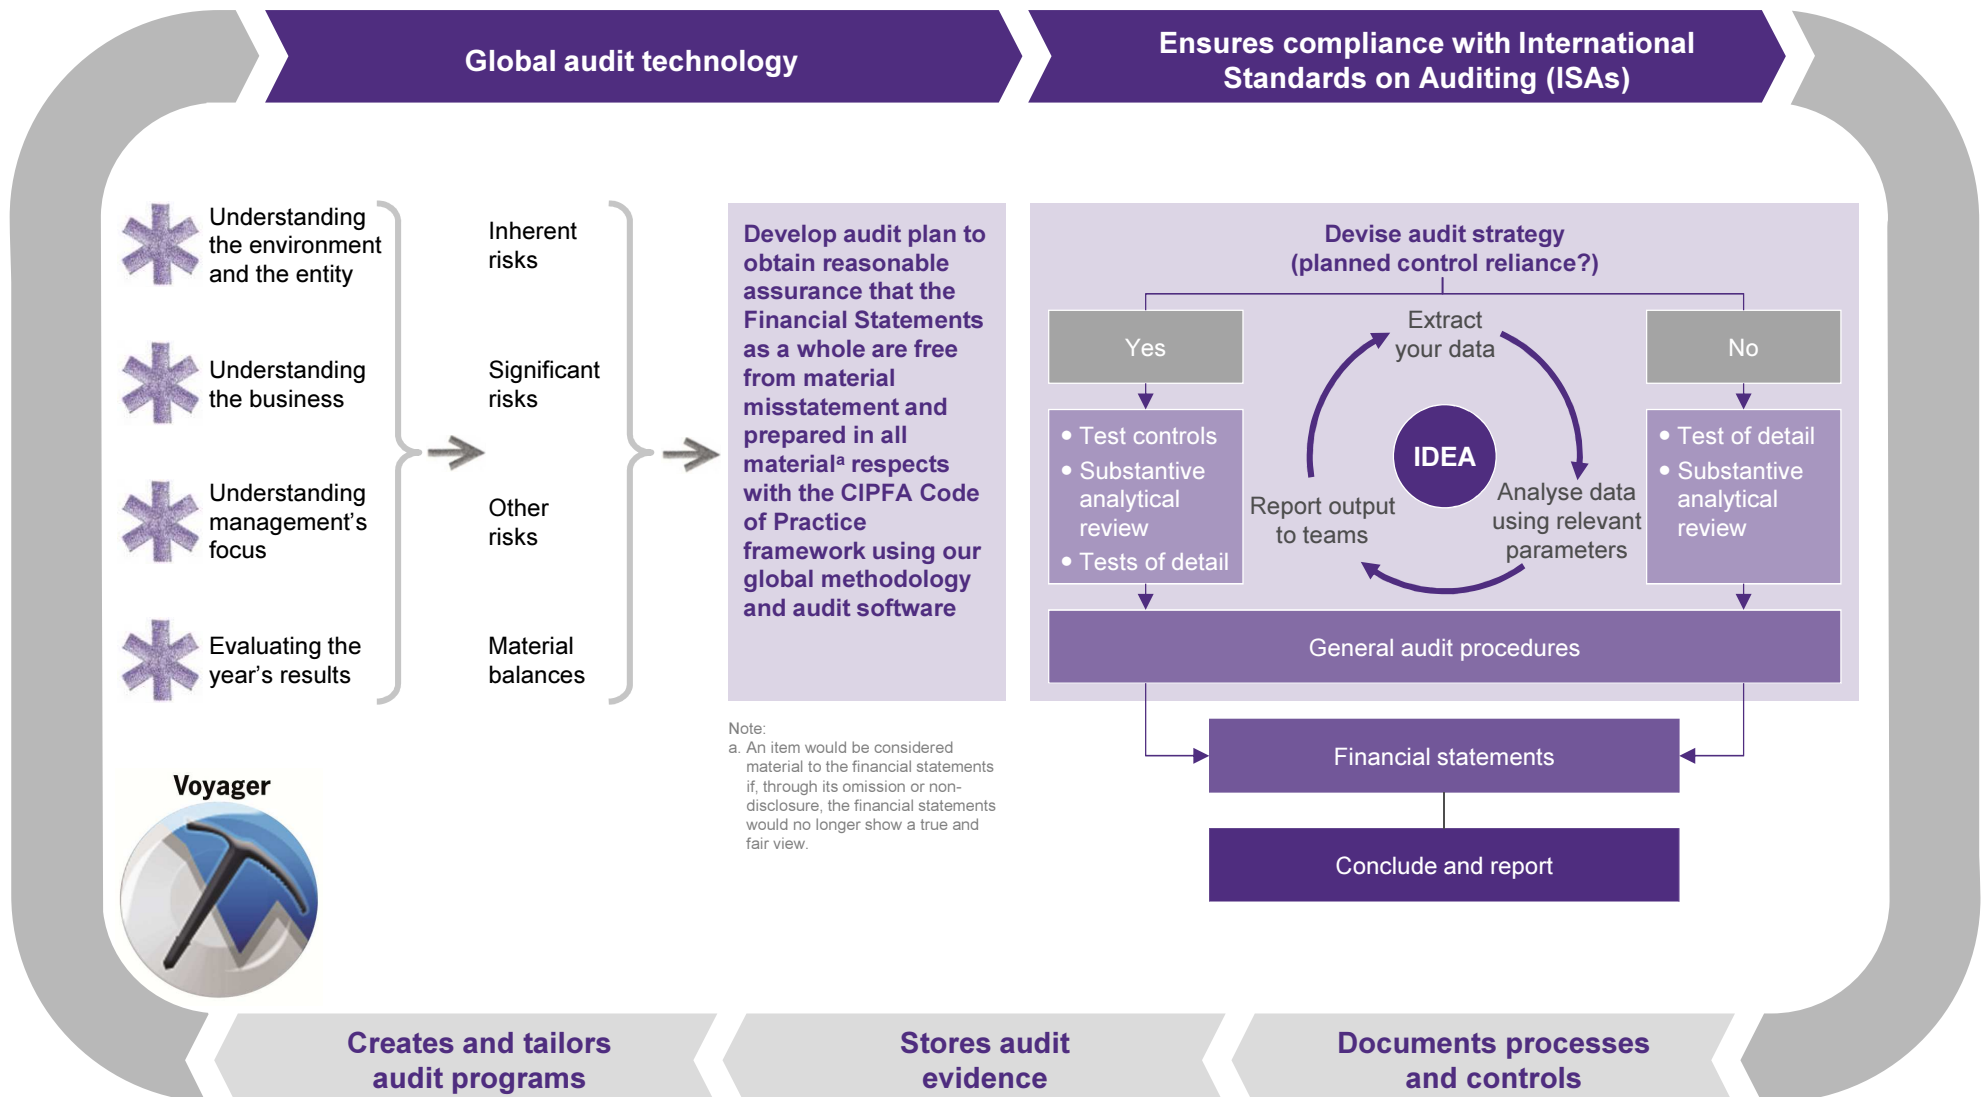 Global audit technology
Ensures compliance with International
Standards on Auditing (ISAs)
Understanding
the environment
and the entity
Understanding
the business
Understanding
management's
focus
Evaluating the
year's results
Inherent
risks
Significant
risks
Other
risks
Material
balances
Develop audit plan to
obtain reasonable
assurance that the
Financial Statements
as a whole are free
from material
misstatement and
prepared in all
materialᵃ respects
with the CIPFA Code
of Practice
framework using our
global methodology
and audit software
Note:
a. An item would be considered
material to the financial statements
if, through its omission or non-
disclosure, the financial statements
would no longer show a true and
fair view.
Devise audit strategy
(planned control reliance?)
Yes
• Test controls
• Substantive
analytical
review
• Tests of detail
Extract
your data
IDEA
Analyse data
using relevant
parameters
Report output
to teams
No
• Test of detail
• Substantive
analytical
review
General audit procedures
Financial statements
Conclude and report
Voyager
Creates and tailors
audit programs
Stores audit
evidence
Documents processes
and controls